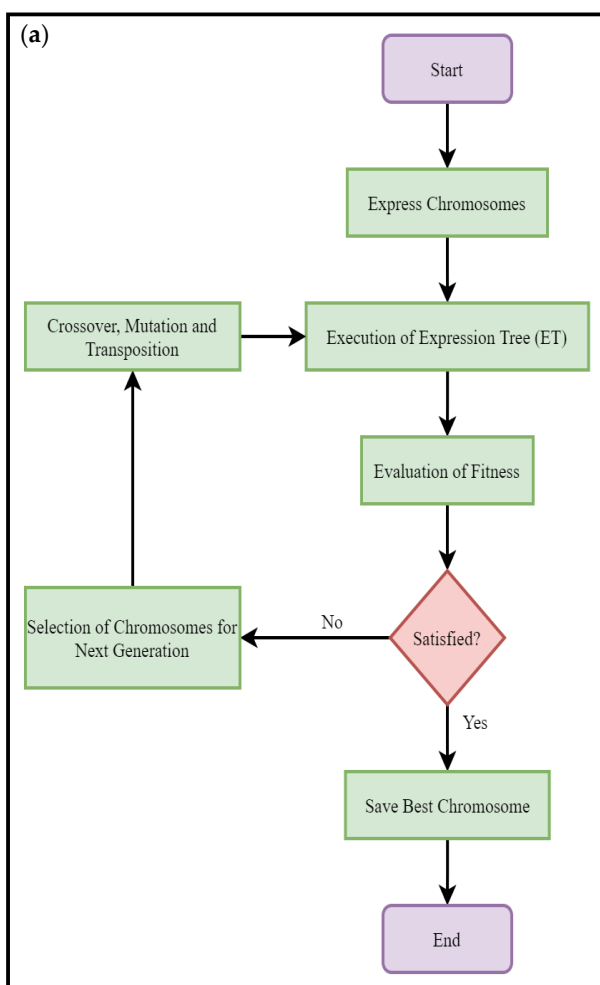 (a)
Start
Express Chromosomes
Crossover, Mutation and
Transposition
Execution of Expression Tree (ET)
Evaluation of Fitness
Selection of Chromosomes for
Next Generation
No
Satisfied?
Yes
Save Best Chromosome
End